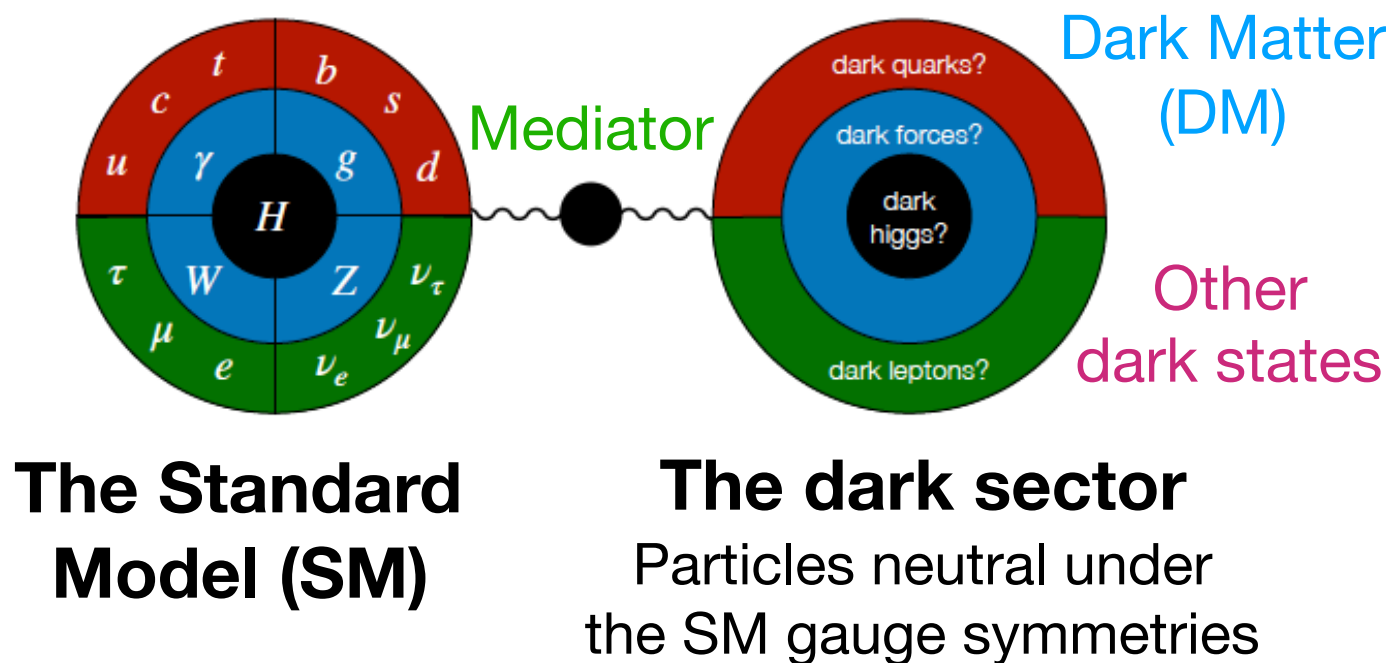 t
b
c
s
u
γ
g
d
H
τ
W
Z
ν_τ
μ
ν_μ
e
ν_e
Mediator
dark quarks?
dark forces?
dark
higgs?
dark leptons?
Dark Matter
(DM)
Other
dark states
The Standard
Model (SM)
The dark sector
Particles neutral under
the SM gauge symmetries